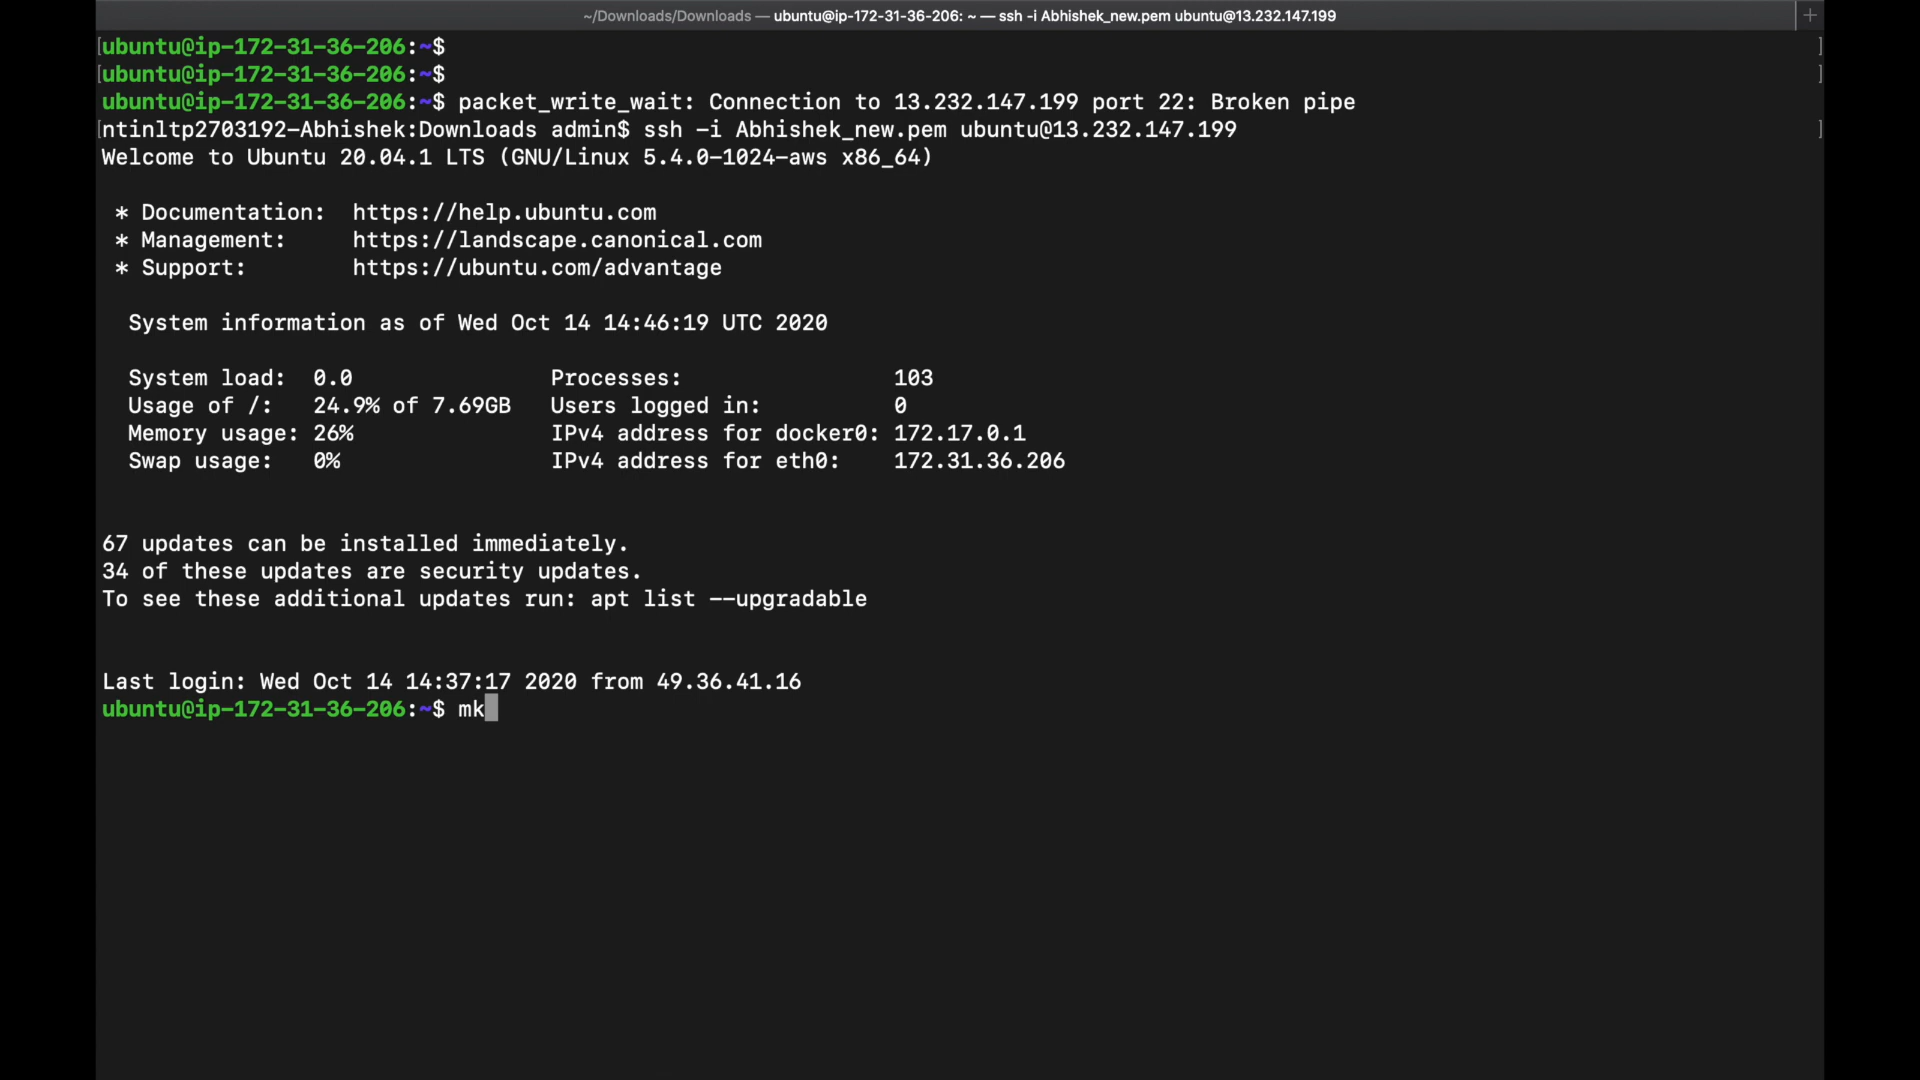 ~/Downloads/Downloads — ubuntu@ip-172-31-36-206: ~ — ssh -i Abhishek_new.pem ubuntu@13.232.147.199 +
[ubuntu@ip-172-31-36-206:~$ ]
[ubuntu@ip-172-31-36-206:~$ ]
ubuntu@ip-172-31-36-206:~$ packet_write_wait: Connection to 13.232.147.199 port 22: Broken pipe
[ntinltp2703192-Abhishek:Downloads admin$ ssh -i Abhishek_new.pem ubuntu@13.232.147.199 ]
Welcome to Ubuntu 20.04.1 LTS (GNU/Linux 5.4.0-1024-aws x86_64)
* Documentation: https://help.ubuntu.com
* Management: https://landscape.canonical.com
* Support: https://ubuntu.com/advantage
System information as of Wed Oct 14 14:46:19 UTC 2020
System load: 0.0 Processes: 103
Usage of /: 24.9% of 7.69GB Users logged in: 0
Memory usage: 26% IPv4 address for docker0: 172.17.0.1
Swap usage: 0% IPv4 address for eth0: 172.31.36.206
67 updates can be installed immediately.
34 of these updates are security updates.
To see these additional updates run: apt list --upgradable
Last login: Wed Oct 14 14:37:17 2020 from 49.36.41.16
ubuntu@ip-172-31-36-206:~$ mk